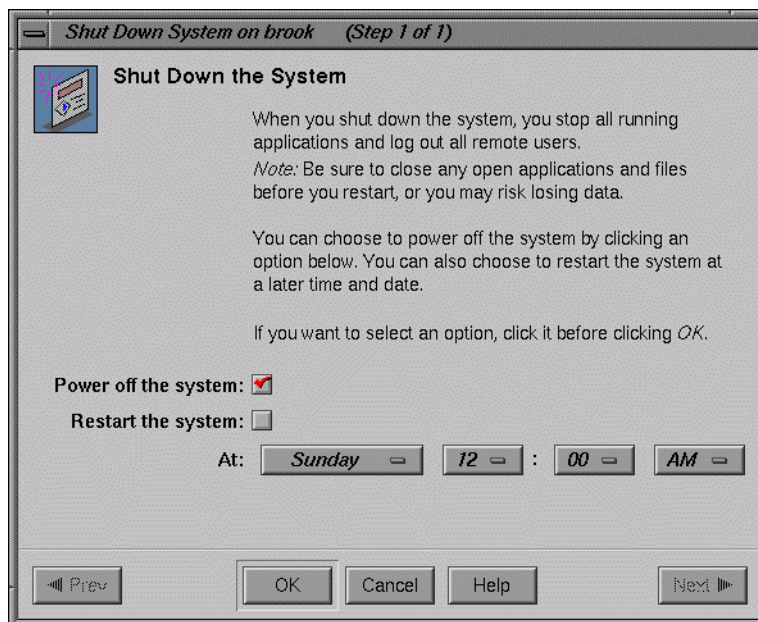 Shut Down System on brook (Step 1 of 1)
Shut Down the System
When you shut down the system, you stop all running
applications and log out all remote users.
Note: Be sure to close any open applications and files
before you restart, or you may risk losing data.
You can choose to power off the system by clicking an
option below. You can also choose to restart the system at
a later time and date.
If you want to select an option, click it before clicking OK.
Power off the system:
Restart the system:
At: Sunday 12 : 00 AM
Prev OK Cancel Help Next